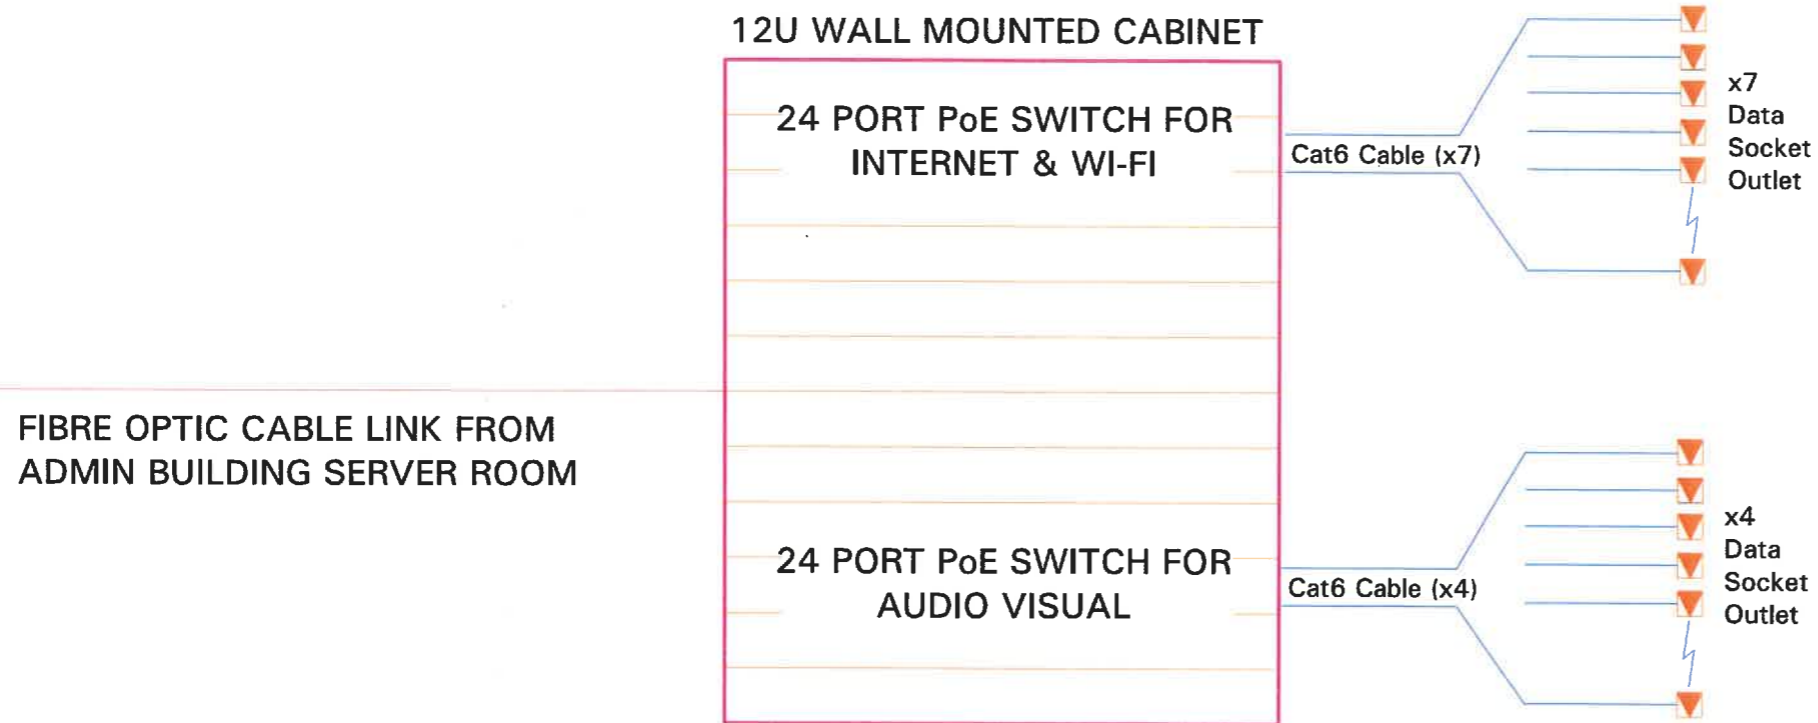 12U WALL MOUNTED CABINET
24 PORT PoE SWITCH FOR
INTERNET & WI-FI
Cat6 Cable (x7)
x7
Data
Socket
Outlet
FIBRE OPTIC CABLE LINK FROM
ADMIN BUILDING SERVER ROOM
24 PORT PoE SWITCH FOR
AUDIO VISUAL
Cat6 Cable (x4)
x4
Data
Socket
Outlet